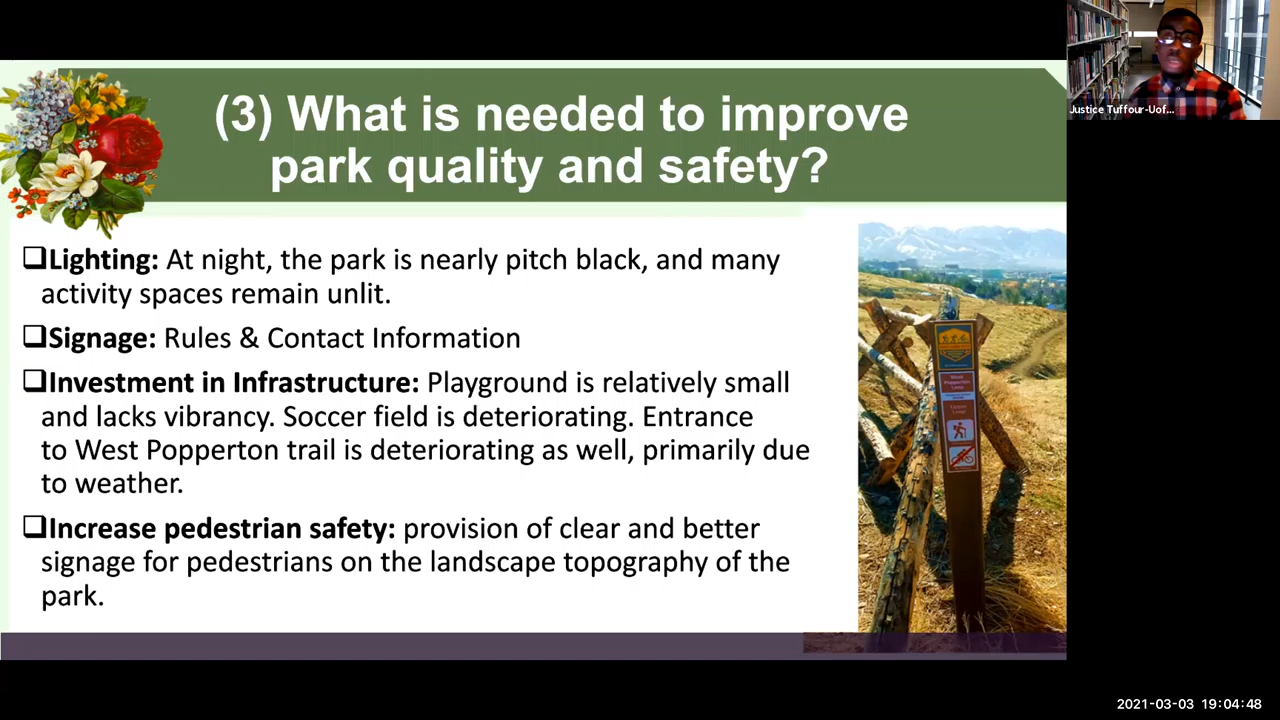 Justice Tuffour-Uof...
(3) What is needed to improve
park quality and safety?
❑Lighting: At night, the park is nearly pitch black, and many
activity spaces remain unlit.
❑Signage: Rules & Contact Information
❑Investment in Infrastructure: Playground is relatively small
and lacks vibrancy. Soccer field is deteriorating. Entrance
to West Popperton trail is deteriorating as well, primarily due
to weather.
❑Increase pedestrian safety: provision of clear and better
signage for pedestrians on the landscape topography of the
park.
West
Popperton
Loop
2021-03-03 19:04:48